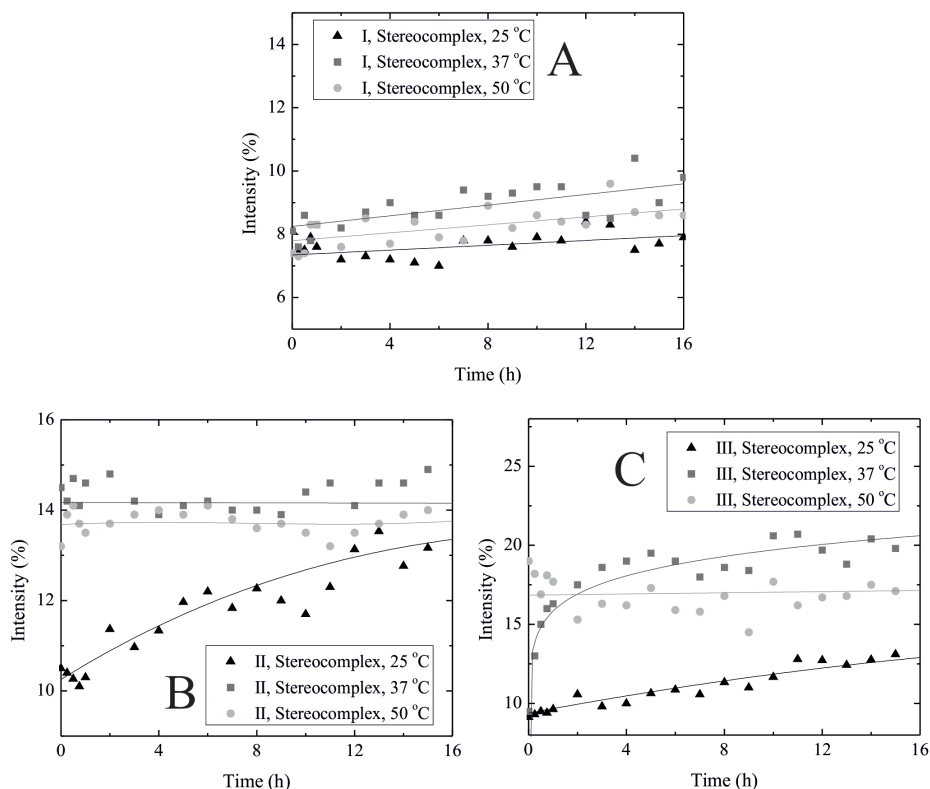 A
I, Stereocomplex, 25 °C
I, Stereocomplex, 37 °C
I, Stereocomplex, 50 °C
14
12
10
8
6
Intensity (%)
0 4 8 12 16
Time (h)
B
II, Stereocomplex, 25 °C
II, Stereocomplex, 37 °C
II, Stereocomplex, 50 °C
16
14
12
10
Intensity (%)
0 4 8 12 16
Time (h)
C
III, Stereocomplex, 25 °C
III, Stereocomplex, 37 °C
III, Stereocomplex, 50 °C
25
20
15
10
Intensity (%)
0 4 8 12 16
Time (h)